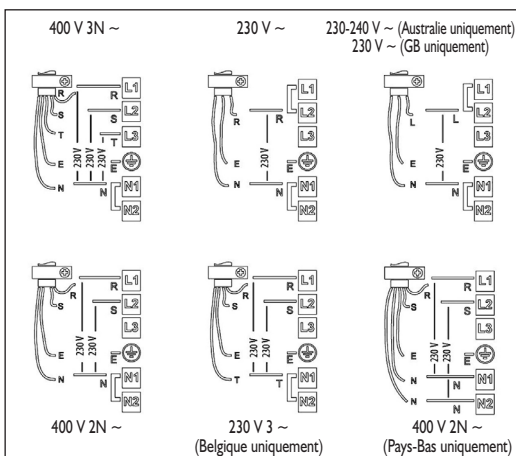 400 V 3N ~
230 V ~
230-240 V ~ (Australie uniquement)
230 V ~ (GB uniquement)
R
S
T
E
N
R
S
T
E
N
230 V
230 V
230 V
L1
L2
L3
N1
N2
R
E
N
R
E
N
230 V
L1
L2
L3
N1
N2
L
E
N
L
E
N
230 V
L1
L2
L3
N1
N2
R
S
E
N
R
S
E
N
230 V
230 V
L1
L2
L3
N1
N2
400 V 2N ~
R
S
E
T
R
S
E
T
230 V
230 V
L1
L2
L3
N1
N2
230 V 3 ~
(Belgique uniquement)
R
S
E
N
N
R
S
E
N
N
230 V
230 V
L1
L2
L3
N1
N2
400 V 2N ~
(Pays-Bas uniquement)